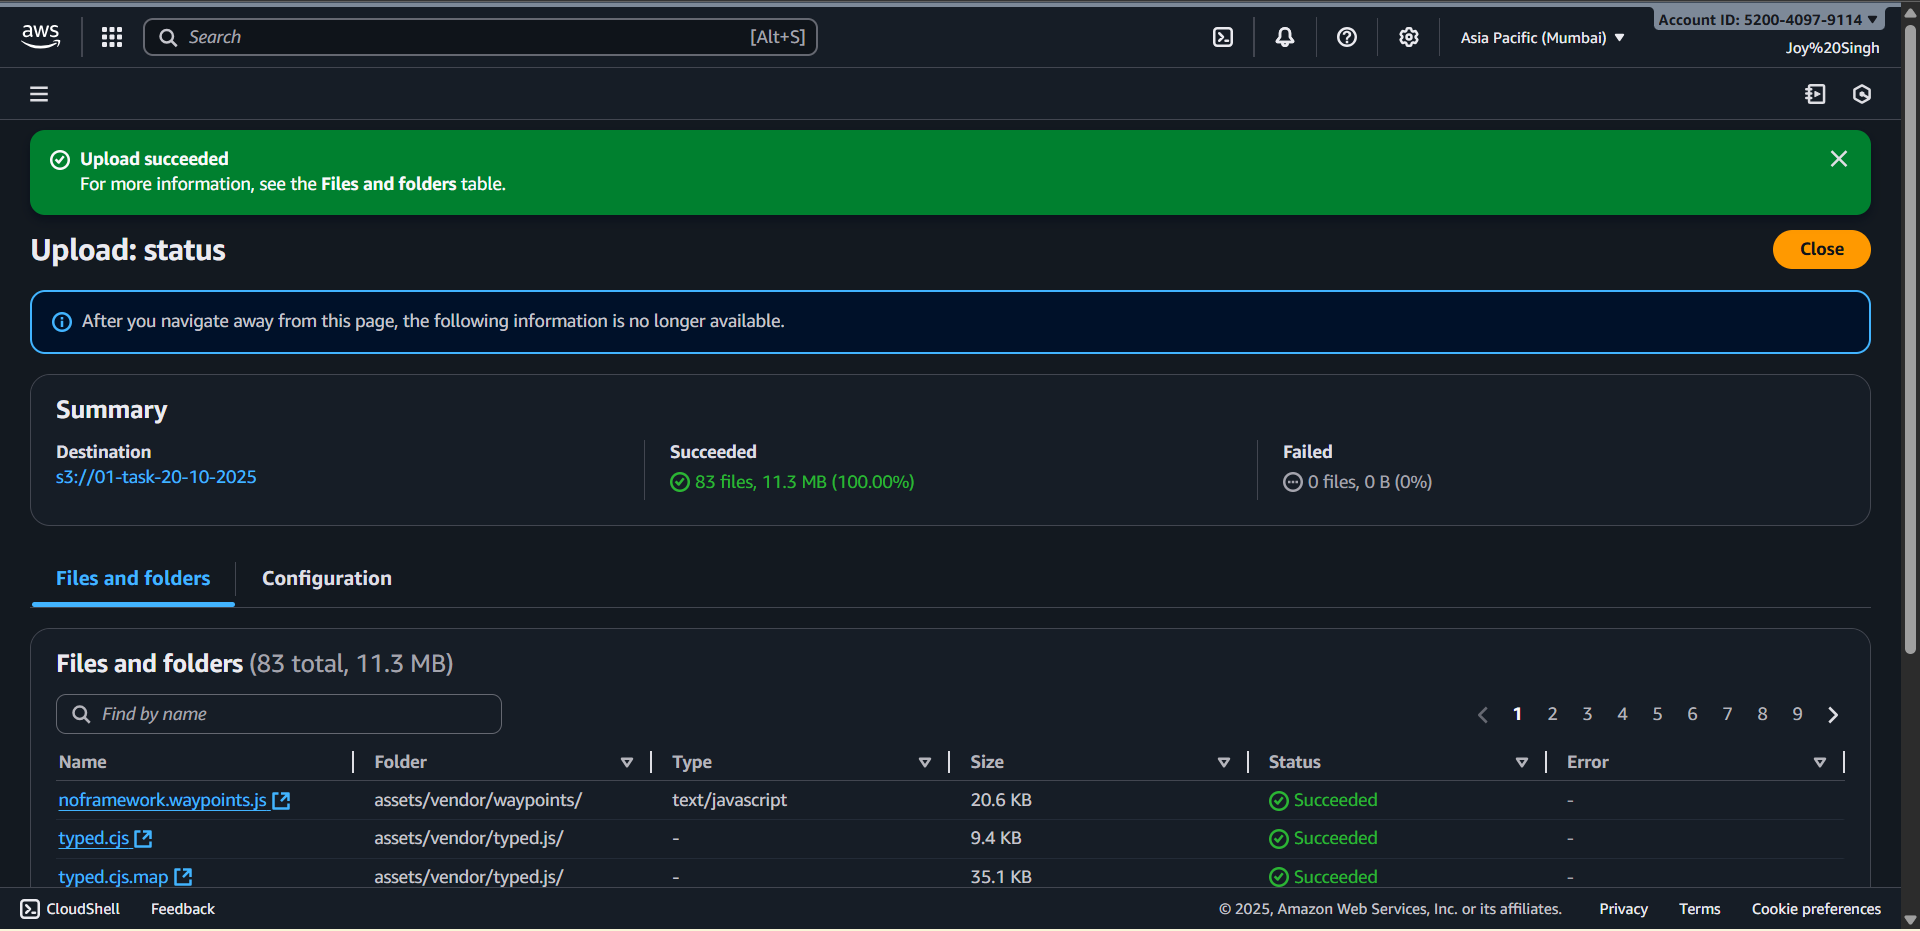 aws
Search [Alt+S]
Asia Pacific (Mumbai)
Account ID: 5200-4097-9114
Joy%20Singh
Upload succeeded
For more information, see the Files and folders table.
Upload: status
Close
After you navigate away from this page, the following information is no longer available.
Summary
Destination
s3://01-task-20-10-2025
Succeeded
83 files, 11.3 MB (100.00%)
Failed
0 files, 0 B (0%)
Files and folders
Configuration
Files and folders (83 total, 11.3 MB)
Find by name
1 2 3 4 5 6 7 8 9
Name Folder Type Size Status Error
noframework.waypoints.js assets/vendor/waypoints/ text/javascript 20.6 KB Succeeded -
typed.cjs assets/vendor/typed.js/ - 9.4 KB Succeeded -
typed.cjs.map assets/vendor/typed.js/ - 35.1 KB Succeeded -
CloudShell Feedback © 2025, Amazon Web Services, Inc. or its affiliates. Privacy Terms Cookie preferences